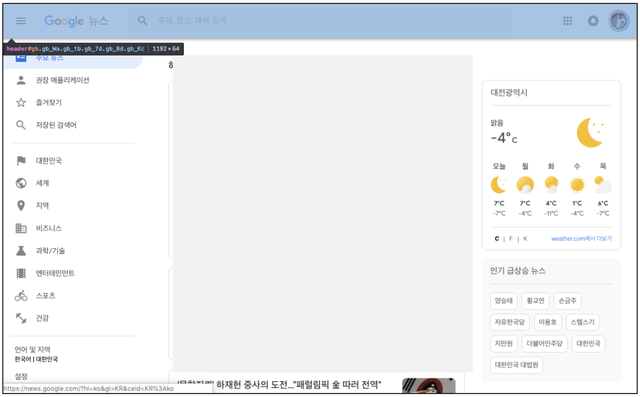 Google 뉴스
주제, 장소, 매체 검색
header#gb.gb_Wa.gb_tb.gb_7d.gb_8d.gb_Kc | 1192 × 64
주요 뉴스
권장 애플리케이션
즐겨찾기
저장된 검색어
대한민국
세계
지역
비즈니스
과학/기술
엔터테인먼트
스포츠
건강
언어 및 지역
한국어 | 대한민국
설정
https://news.google.com/?hl=ko&gl=KR&ceid=KR%3Ako
하재헌 중사의 도전…"패럴림픽 金 따러 전역"
대전광역시
맑음
-4°C
오늘 월 화 수 목
7°C 7°C 4°C 1°C 6°C
-7°C -4°C -11°C -4°C -7°C
C | F | K weather.com에서 더보기
인기 급상승 뉴스
양승태 황교안 손금주
자유한국당 이용호 스텔스기
지만원 더불어민주당 대한민국
대한민국 대법원